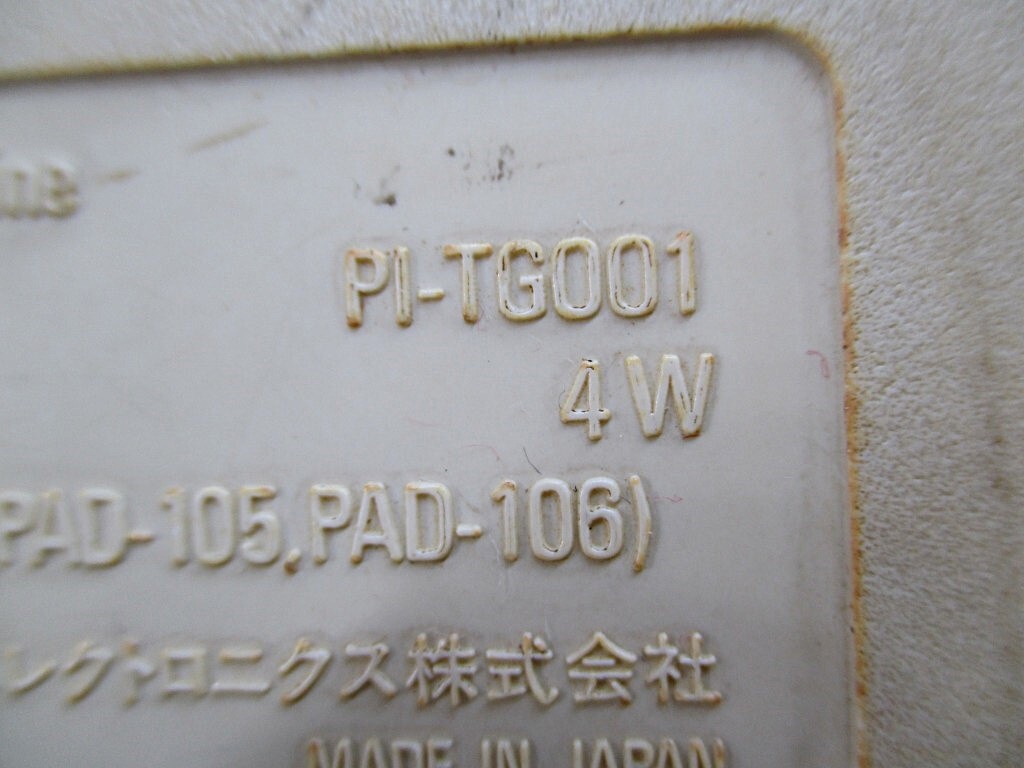 ine
PI-TG001
4W
PAD-105,PAD-106)
レクトロニクス株式会社
MADE IN JAPAN